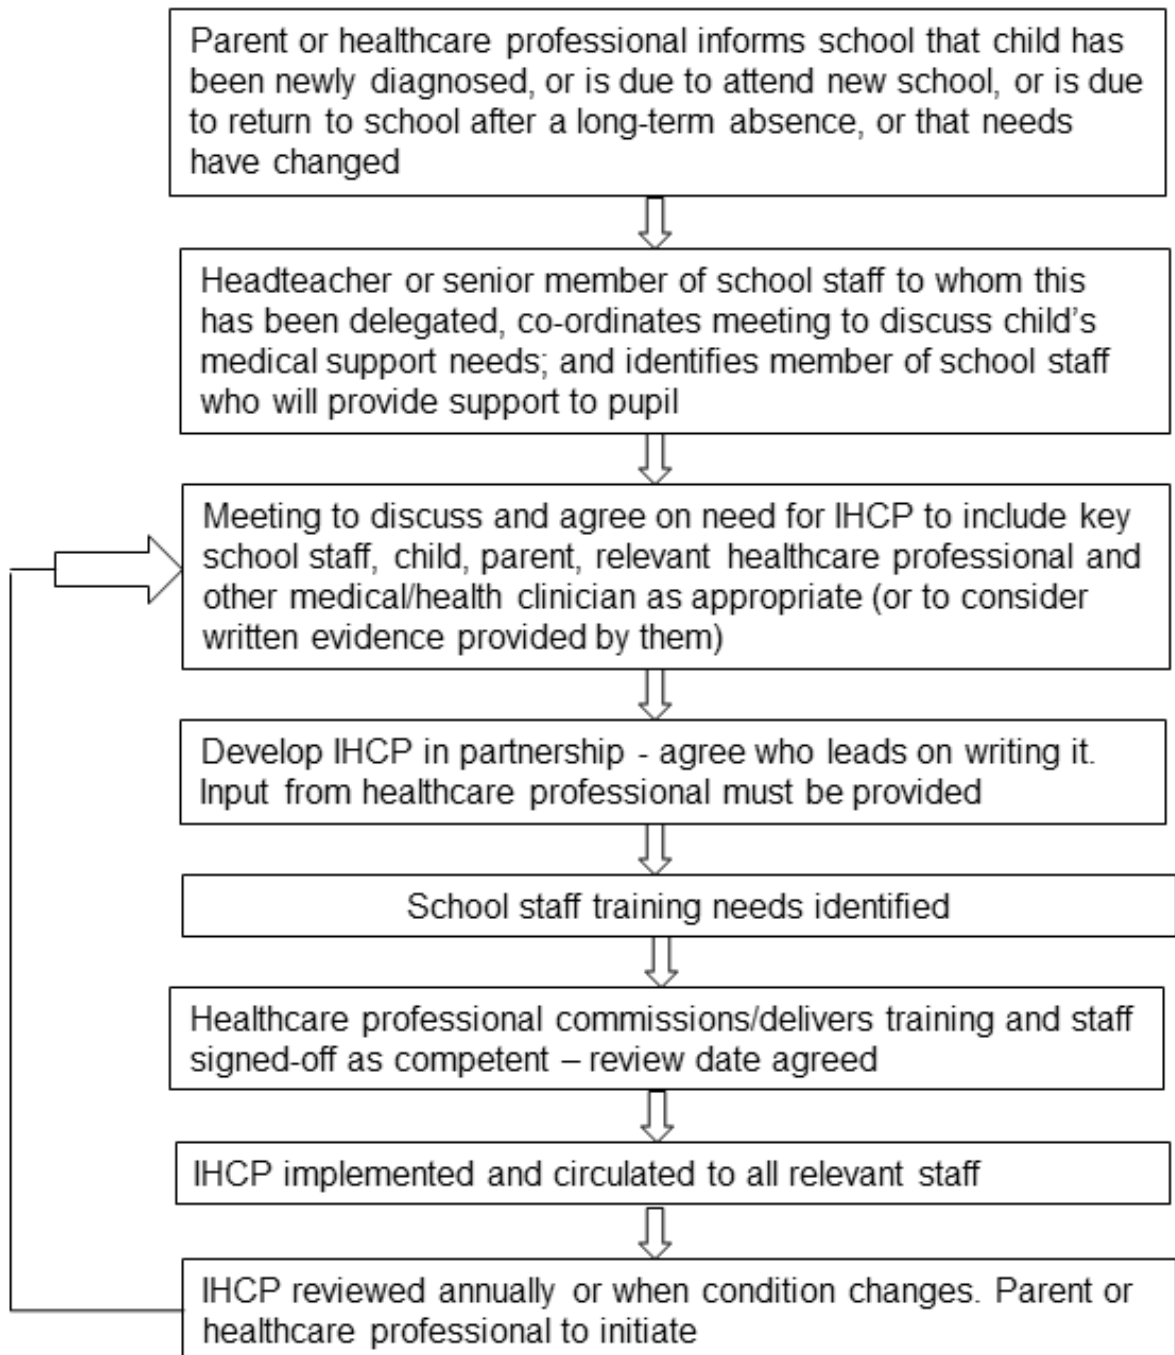 Parent or healthcare professional informs school that child has
been newly diagnosed, or is due to attend new school, or is due
to return to school after a long-term absence, or that needs
have changed
Headteacher or senior member of school staff to whom this
has been delegated, co-ordinates meeting to discuss child's
medical support needs; and identifies member of school staff
who will provide support to pupil
Meeting to discuss and agree on need for IHCP to include key
school staff, child, parent, relevant healthcare professional and
other medical/health clinician as appropriate (or to consider
written evidence provided by them)
Develop IHCP in partnership - agree who leads on writing it.
Input from healthcare professional must be provided
School staff training needs identified
Healthcare professional commissions/delivers training and staff
signed-off as competent – review date agreed
IHCP implemented and circulated to all relevant staff
IHCP reviewed annually or when condition changes. Parent or
healthcare professional to initiate